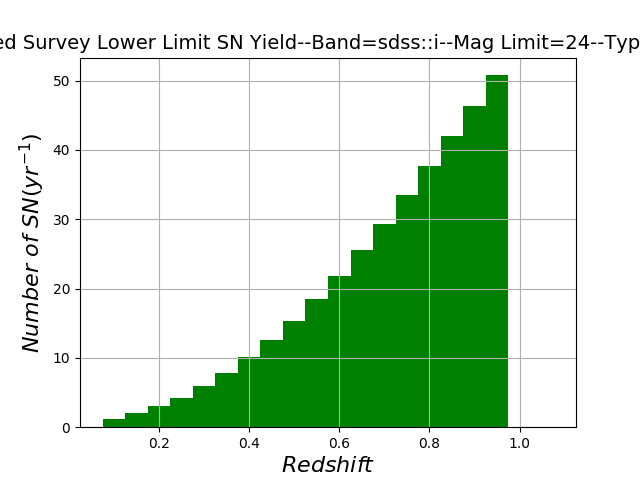 ed Survey Lower Limit SN Yield--Band=sdss::i--Mag Limit=24--Typ
50
40
30
20
10
0
Number of SN(yr⁻¹)
0.2 0.4 0.6 0.8 1.0
Redshift